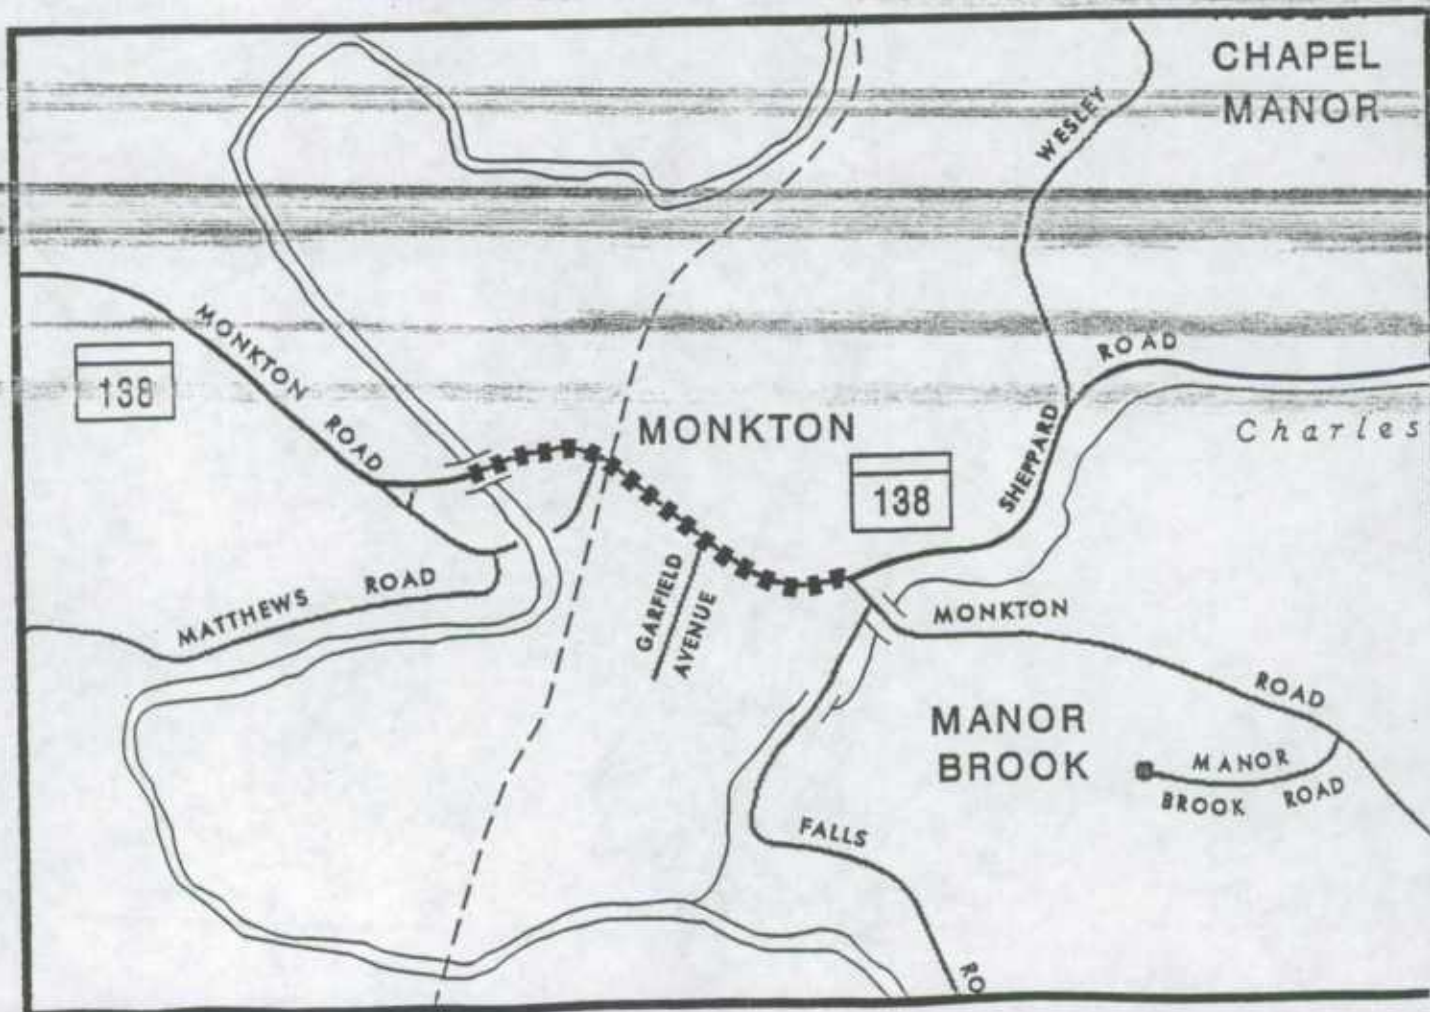 CHAPEL
MANOR
WESLEY
MONKTON
ROAD
138
ROAD
MONKTON
Charles
SHEPPARD
138
MATTHEWS ROAD
GARFIELD
AVENUE
MONKTON
ROAD
MANOR
BROOK
MANOR
BROOK ROAD
FALLS
RO